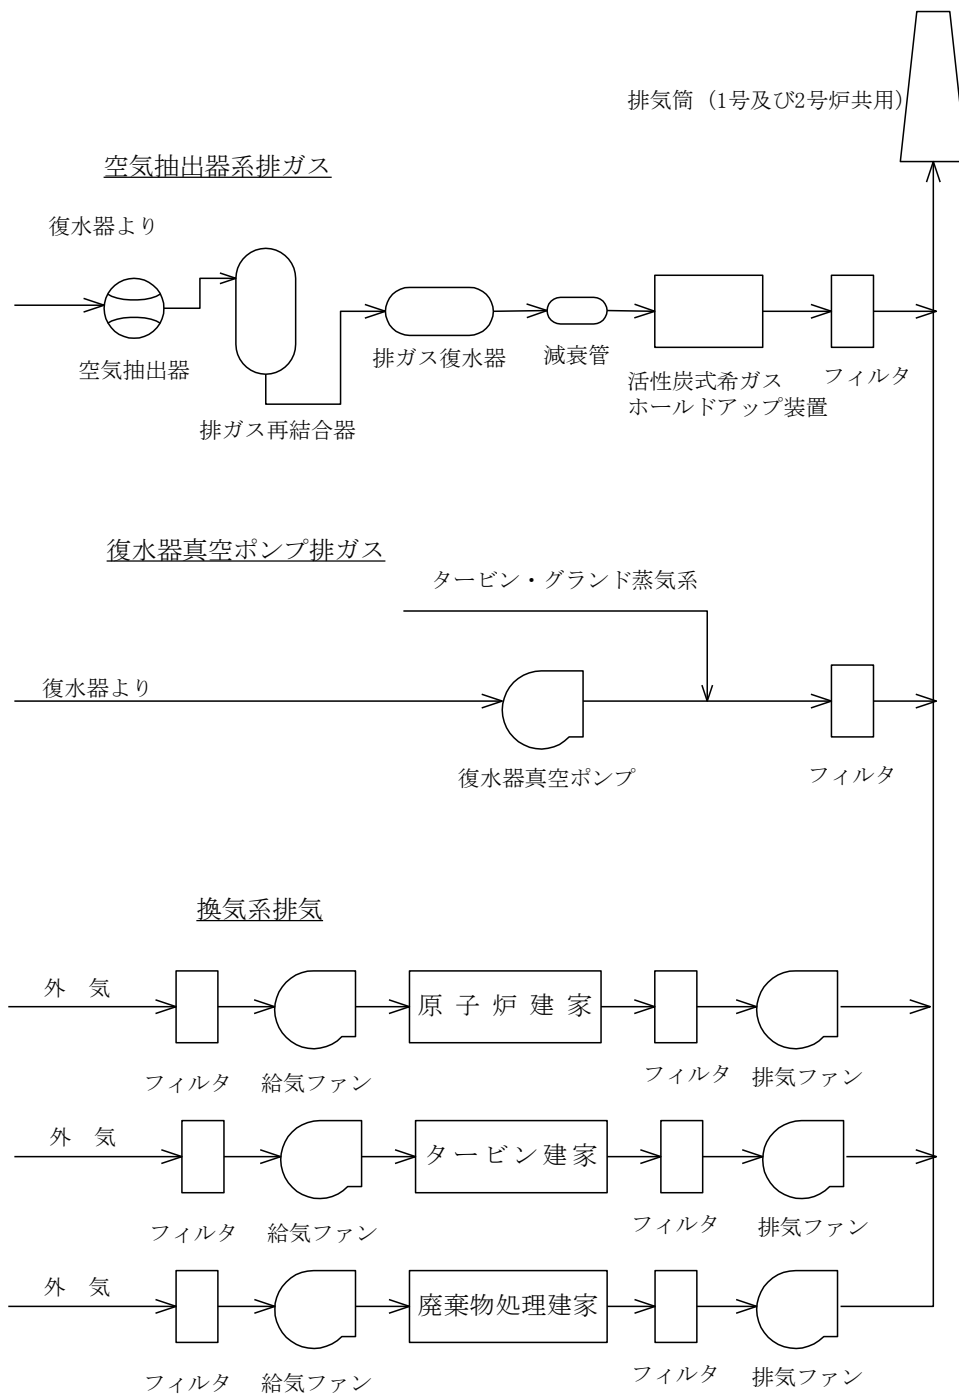 排気筒（1号及び2号炉共用）
空気抽出器系排ガス
復水器より
空気抽出器
排ガス再結合器
排ガス復水器
減衰管
活性炭式希ガス
ホールドアップ装置
フィルタ
復水器真空ポンプ排ガス
タービン・グランド蒸気系
復水器より
復水器真空ポンプ
フィルタ
換気系排気
外　気
原子炉建家
フィルタ
給気ファン
フィルタ
排気ファン
外　気
タービン建家
フィルタ
給気ファン
フィルタ
排気ファン
外　気
廃棄物処理建家
フィルタ
給気ファン
フィルタ
排気ファン